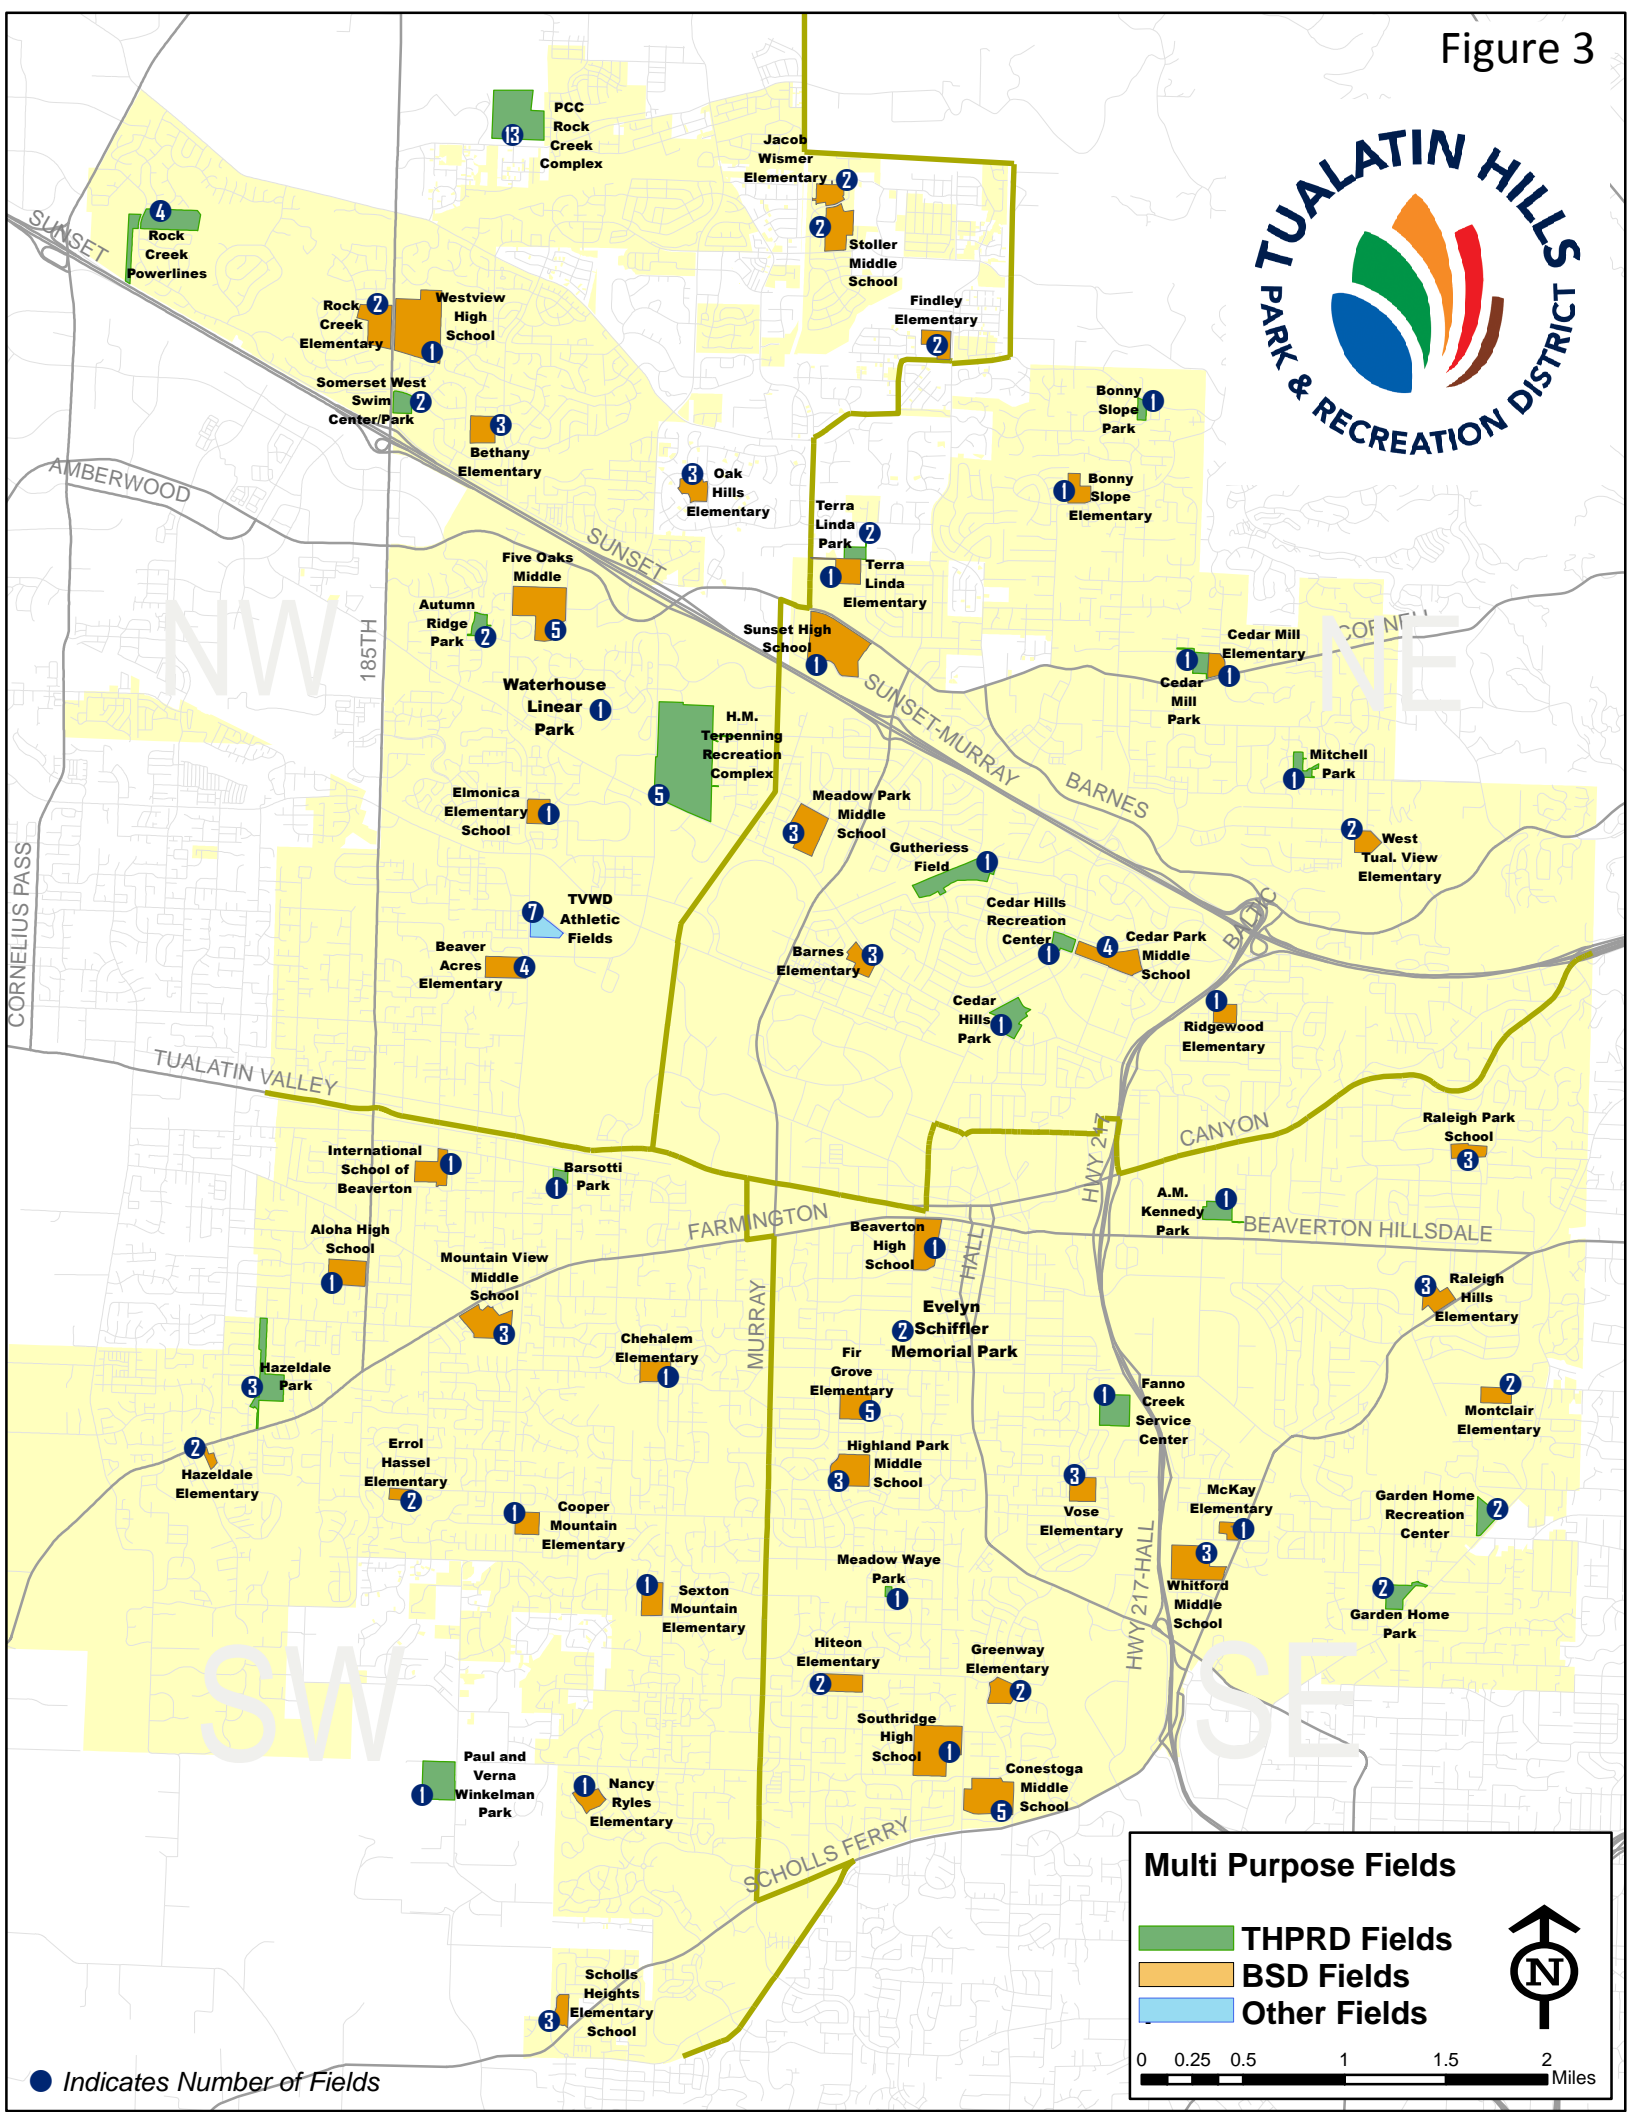 Figure 3
TUALATIN HILLS
PARK & RECREATION DISTRICT
PCC
Rock
Creek
Complex
13
Jacob
Wismer
Elementary
2
2
Stoller
Middle
School
SUNSET
4
Rock
Creek
Powerlines
Findley
Elementary
2
Rock
Creek
Elementary
2
Westview
High
School
1
Somerset West
Swim
Center/Park
2
Bethany
Elementary
3
Bonny
Slope
Park
1
Bonny
Slope
Elementary
1
AMBERWOOD
3
Oak
Hills
Elementary
Terra
Linda
Park
2
SUNSET
Terra
Linda
Elementary
1
Five Oaks
Middle
5
Autumn
Ridge
Park
2
NW
185TH
Sunset High
School
1
CORNELL
NE
Cedar Mill
Elementary
1
1
Cedar
Mill
Park
Waterhouse
Linear
Park
1
H.M.
Terpenning
Recreation
Complex
5
SUNSET-MURRAY
BARNES
Mitchell
Park
1
Elmonica
Elementary
School
1
Meadow Park
Middle
School
3
2
West
Tual. View
Elementary
Gutheriess
Field
1
CORNELIUS PASS
7
TVWD
Athletic
Fields
Cedar Hills
Recreation
Center
1
4
Cedar Park
Middle
School
BALTIC
Beaver
Acres
Elementary
4
Barnes
Elementary
3
Cedar
Hills
Park
1
1
Ridgewood
Elementary
TUALATIN VALLEY
HWY 217
CANYON
Raleigh Park
School
3
International
School of
Beaverton
1
Barsotti
Park
1
A.M.
Kennedy
Park
1
FARMINGTON
BEAVERTON HILLSDALE
Aloha High
School
1
Beaverton
High
School
1
HALL
Mountain View
Middle
School
3
MURRAY
3
Raleigh
Hills
Elementary
Evelyn
Schiffler
Memorial Park
2
Chehalem
Elementary
1
Fir
Grove
Elementary
5
Hazeldale
Park
3
Fanno
Creek
Service
Center
1
2
Montclair
Elementary
2
Hazeldale
Elementary
Errol
Hassel
Elementary
2
Highland Park
Middle
School
3
3
Vose
Elementary
McKay
Elementary
1
Garden Home
Recreation
Center
2
1
Cooper
Mountain
Elementary
HWY 217-HALL
3
Whitford
Middle
School
Meadow Waye
Park
1
1
Sexton
Mountain
Elementary
2
Garden Home
Park
SW
SE
Hiteon
Elementary
2
Greenway
Elementary
2
Southridge
High
School
1
Paul and
Verna
Winkelman
Park
1
1
Nancy
Ryles
Elementary
Conestoga
Middle
School
5
SCHOLLS FERRY
Scholls
Heights
Elementary
School
3
Multi Purpose Fields
THPRD Fields
BSD Fields
Other Fields
N
0 0.25 0.5 1 1.5 2
Miles
Indicates Number of Fields